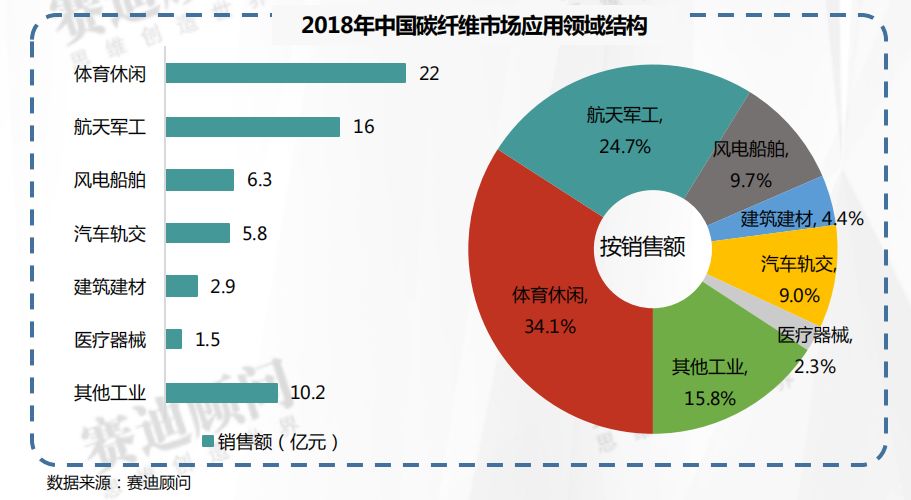 2018年中国碳纤维市场应用领域结构
体育休闲
22
航天军工
16
风电船舶
6.3
汽车轨交
5.8
建筑建材
2.9
医疗器械
1.5
其他工业
10.2
销售额（亿元）
航天军工,
24.7%
风电船舶,
9.7%
建筑建材, 4.4%
汽车轨交,
9.0%
医疗器械,
2.3%
其他工业,
15.8%
体育休闲,
34.1%
按销售额
赛迪顾问
思维创造世界
数据来源：赛迪顾问